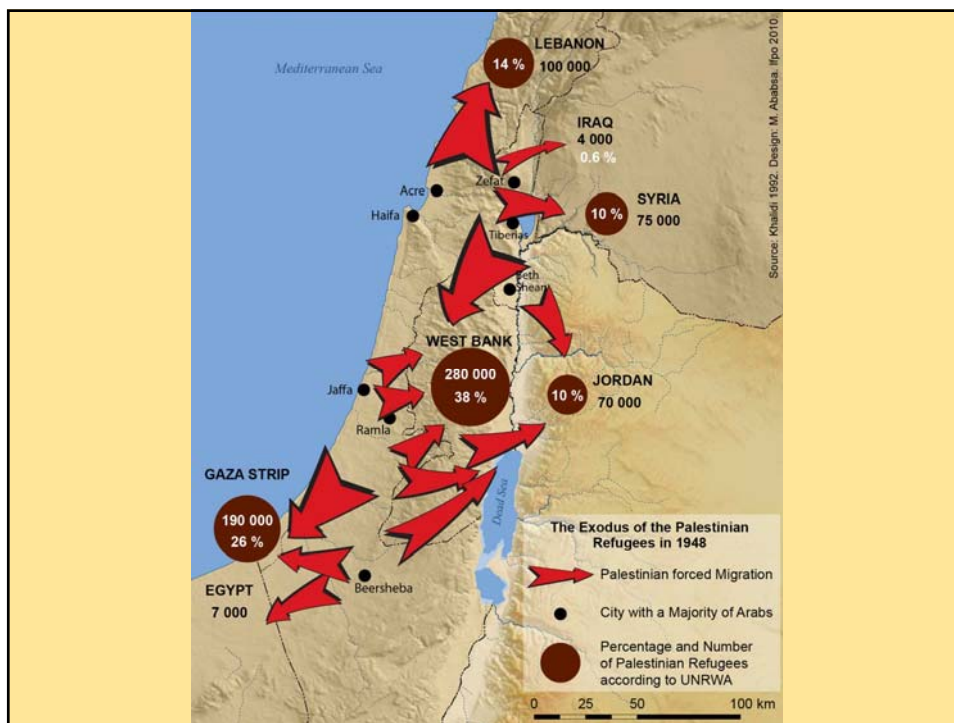 LEBANON
14 %
100 000
Mediterranean Sea
IRAQ
4 000
0.6 %
Zefat
Acre
SYRIA
10 %
75 000
Haifa
Tiberias
Beth
Shean
WEST BANK
280 000
38 %
JORDAN
10 %
70 000
Jaffa
Ramla
GAZA STRIP
190 000
26 %
Dead Sea
EGYPT
7 000
Beersheba
The Exodus of the Palestinian
Refugees in 1948
Palestinian forced Migration
City with a Majority of Arabs
Percentage and Number
of Palestinian Refugees
according to UNRWA
0 25 50 100 km
Source: Khalidi 1992. Design: M. Ababsa. Ifpo 2010.